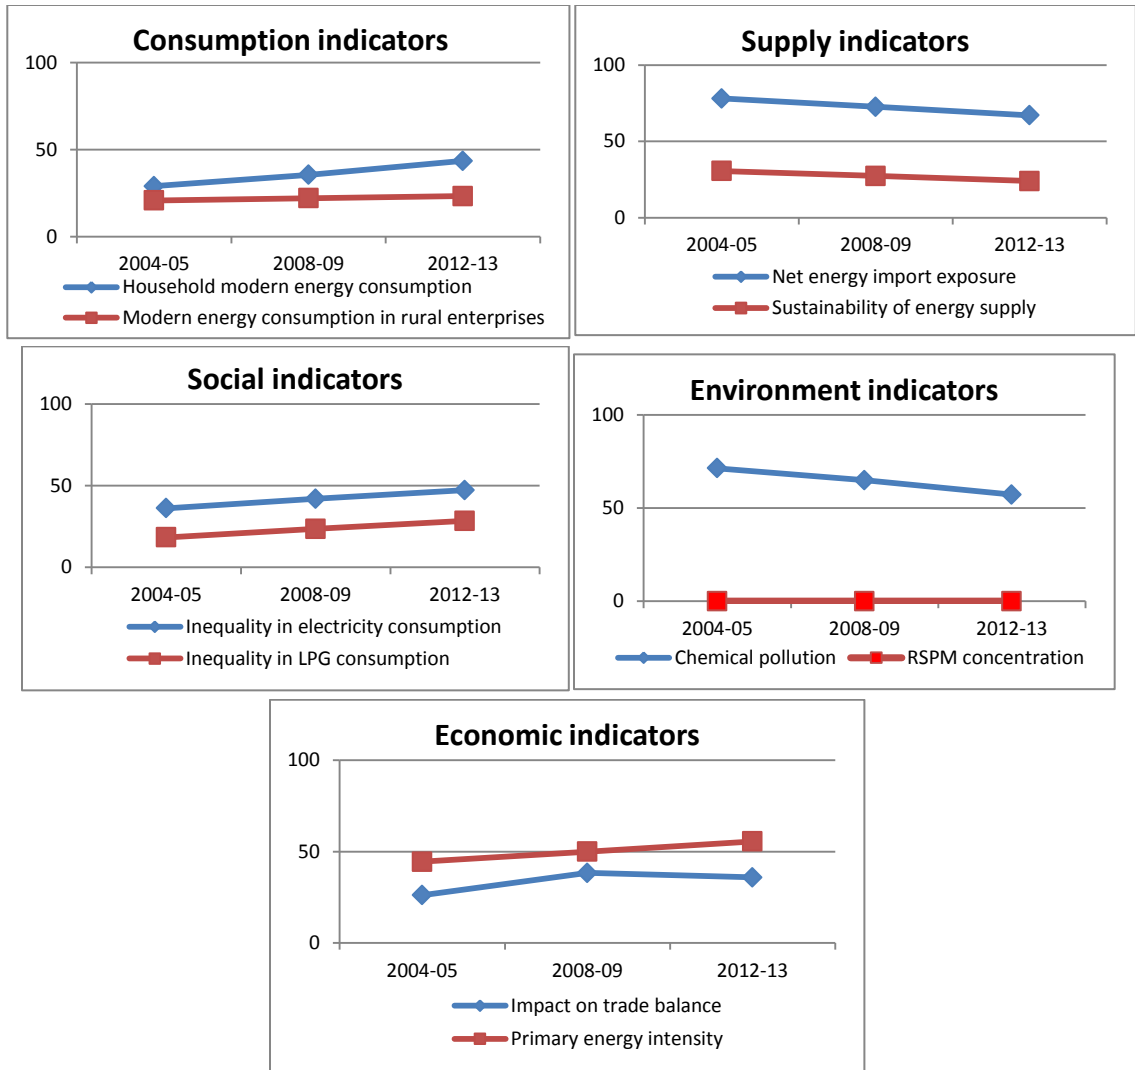 Consumption indicators
100
50
0
2004-05 2008-09 2012-13
Household modern energy consumption
Modern energy consumption in rural enterprises
Supply indicators
100
50
0
2004-05 2008-09 2012-13
Net energy import exposure
Sustainability of energy supply
Social indicators
100
50
0
2004-05 2008-09 2012-13
Inequality in electricity consumption
Inequality in LPG consumption
Environment indicators
100
50
0
2004-05 2008-09 2012-13
Chemical pollution RSPM concentration
Economic indicators
100
50
0
2004-05 2008-09 2012-13
Impact on trade balance
Primary energy intensity